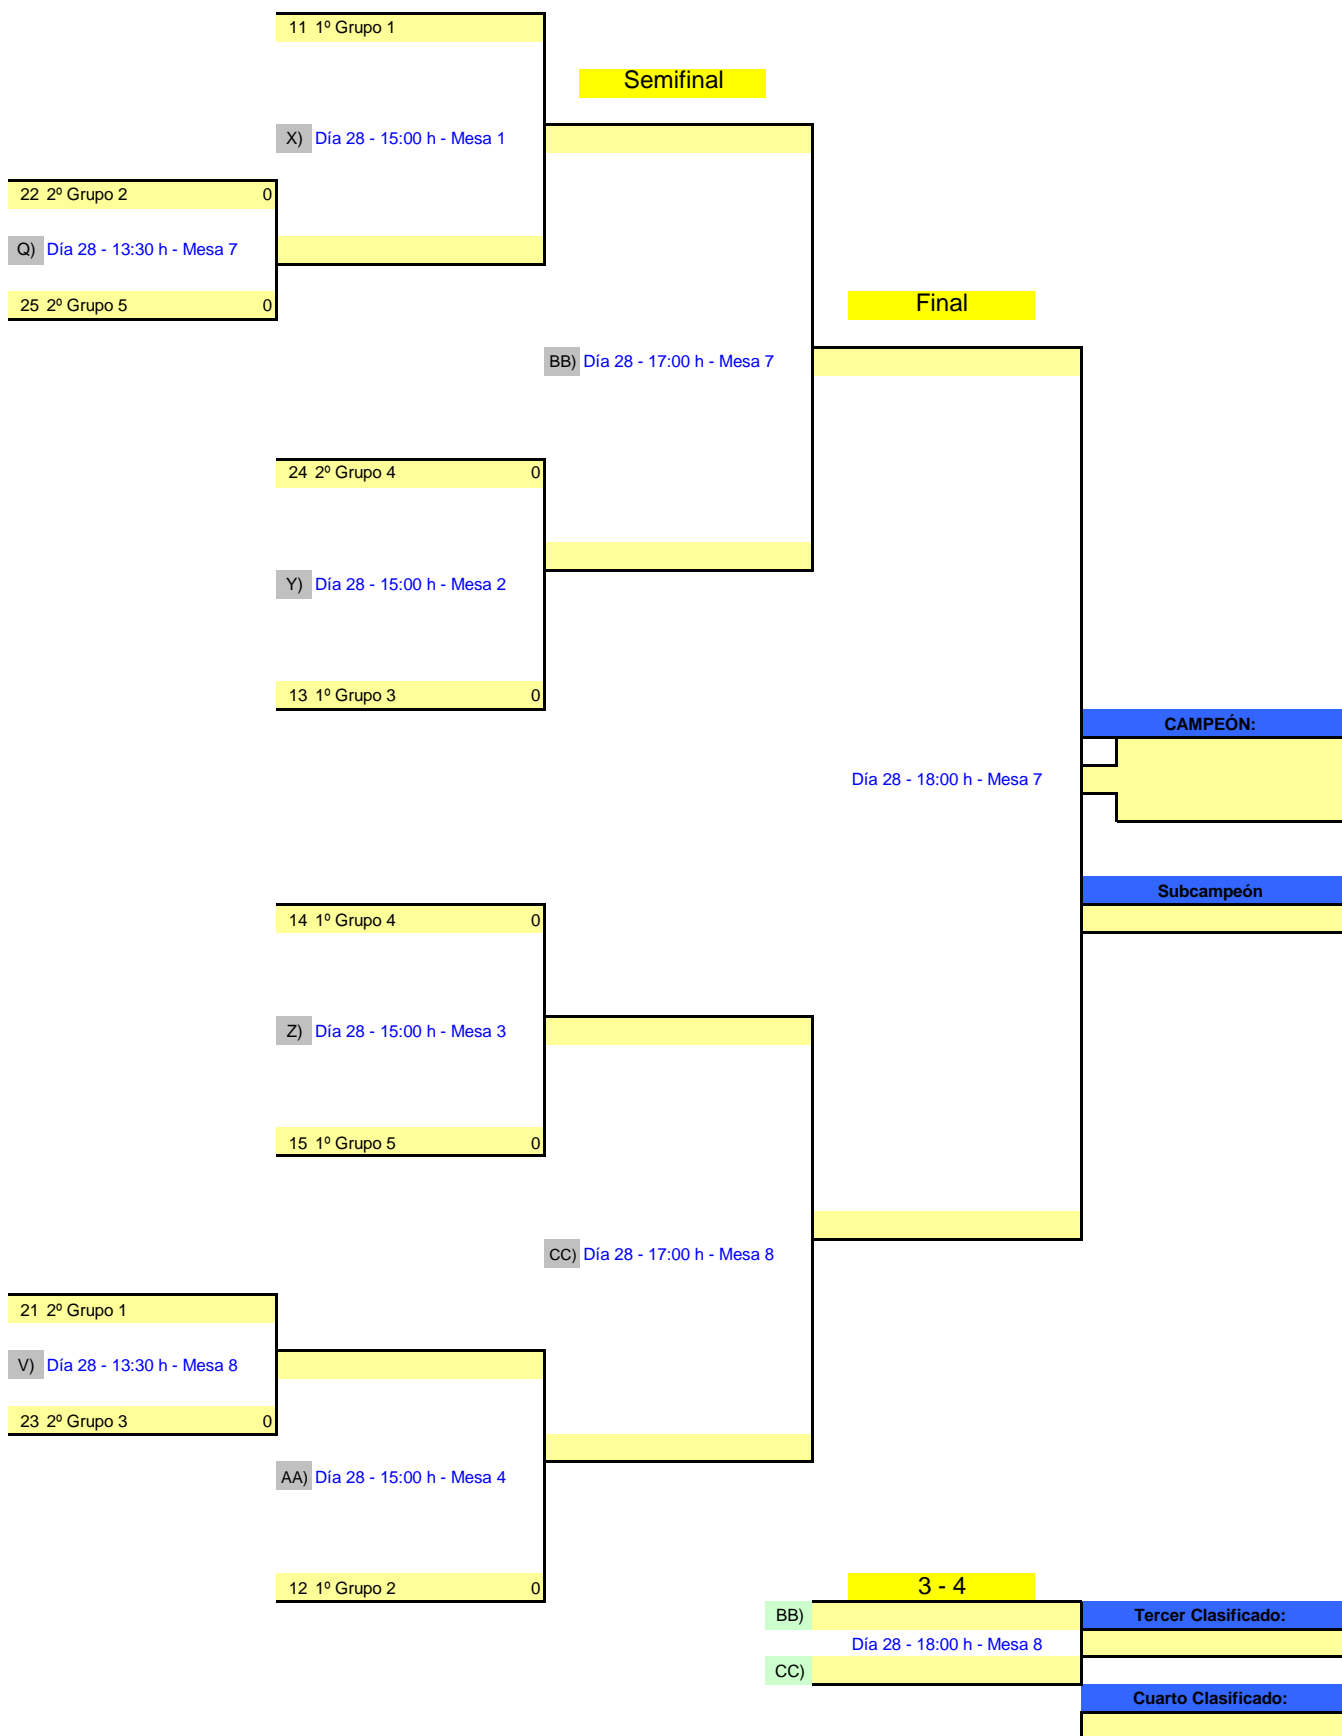 11 1º Grupo 1
Semifinal
X) Día 28 - 15:00 h - Mesa 1
22 2º Grupo 2 0
Q) Día 28 - 13:30 h - Mesa 7
25 2º Grupo 5 0
Final
BB) Día 28 - 17:00 h - Mesa 7
24 2º Grupo 4 0
Y) Día 28 - 15:00 h - Mesa 2
13 1º Grupo 3 0
CAMPEÓN:
Día 28 - 18:00 h - Mesa 7
Subcampeón
14 1º Grupo 4 0
Z) Día 28 - 15:00 h - Mesa 3
15 1º Grupo 5 0
CC) Día 28 - 17:00 h - Mesa 8
21 2º Grupo 1
V) Día 28 - 13:30 h - Mesa 8
23 2º Grupo 3 0
AA) Día 28 - 15:00 h - Mesa 4
12 1º Grupo 2 0
3 - 4
BB)
Tercer Clasificado:
Día 28 - 18:00 h - Mesa 8
CC)
Cuarto Clasificado: